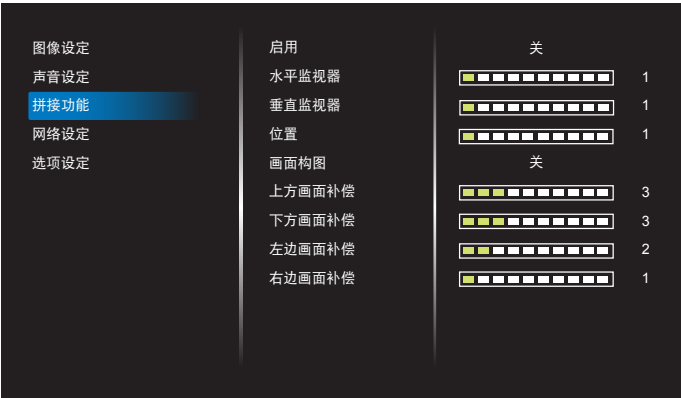 图像设定
声音设定
拼接功能
网络设定
选项设定
启用 关
水平监视器 1
垂直监视器 1
位置 1
画面构图 关
上方画面补偿 3
下方画面补偿 3
左边画面补偿 2
右边画面补偿 1